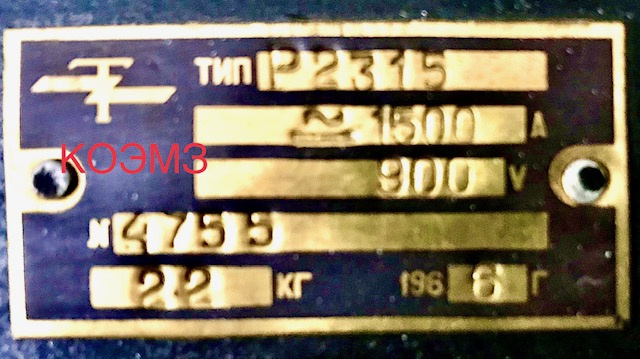 ТИП Р2315
≃ 1500 А
КОЭМЗ
900 V
№ 4755
22 КГ 1966 Г